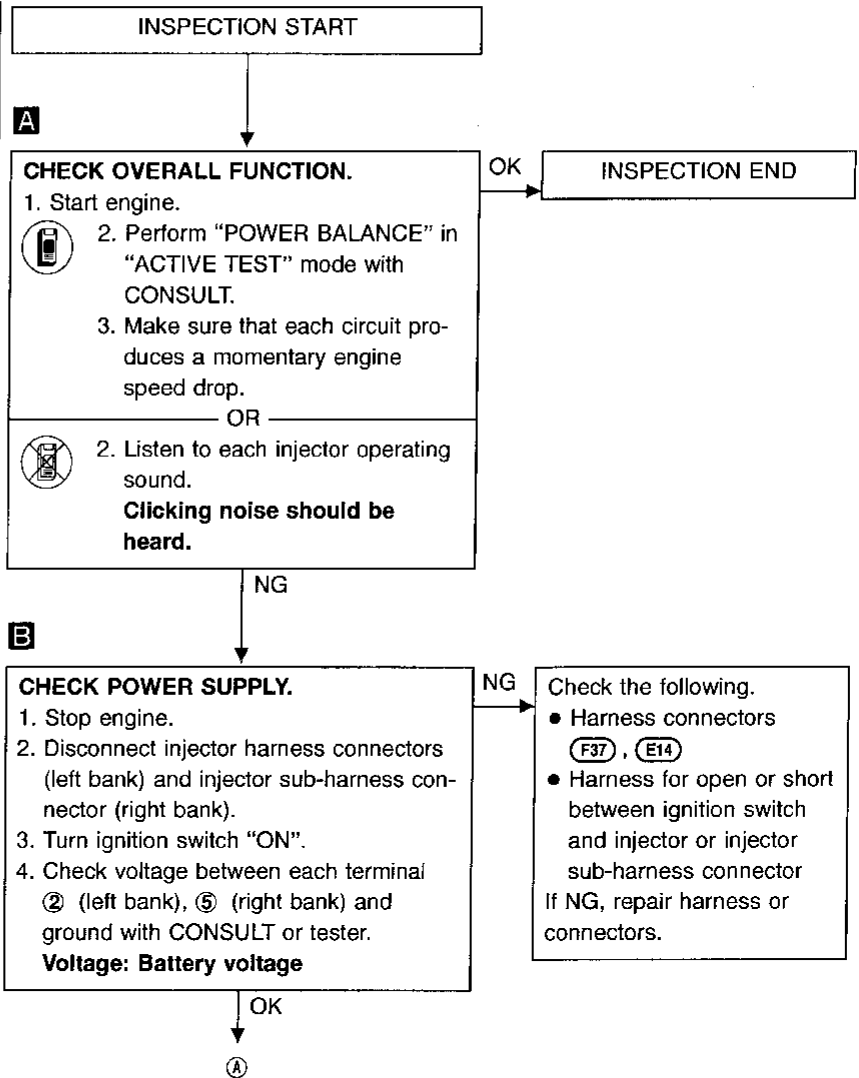 INSPECTION START
A
CHECK OVERALL FUNCTION.
1. Start engine.
2. Perform “POWER BALANCE” in
“ACTIVE TEST” mode with
CONSULT.
3. Make sure that each circuit pro-
duces a momentary engine
speed drop.
OR
2. Listen to each injector operating
sound.
Clicking noise should be
heard.
OK
INSPECTION END
NG
B
CHECK POWER SUPPLY.
1. Stop engine.
2. Disconnect injector harness connectors
(left bank) and injector sub-harness con-
nector (right bank).
3. Turn ignition switch “ON”.
4. Check voltage between each terminal
② (left bank), ⑤ (right bank) and
ground with CONSULT or tester.
Voltage: Battery voltage
NG
Check the following.
● Harness connectors
F37 , E14
● Harness for open or short
between ignition switch
and injector or injector
sub-harness connector
If NG, repair harness or
connectors.
OK
Ⓐ